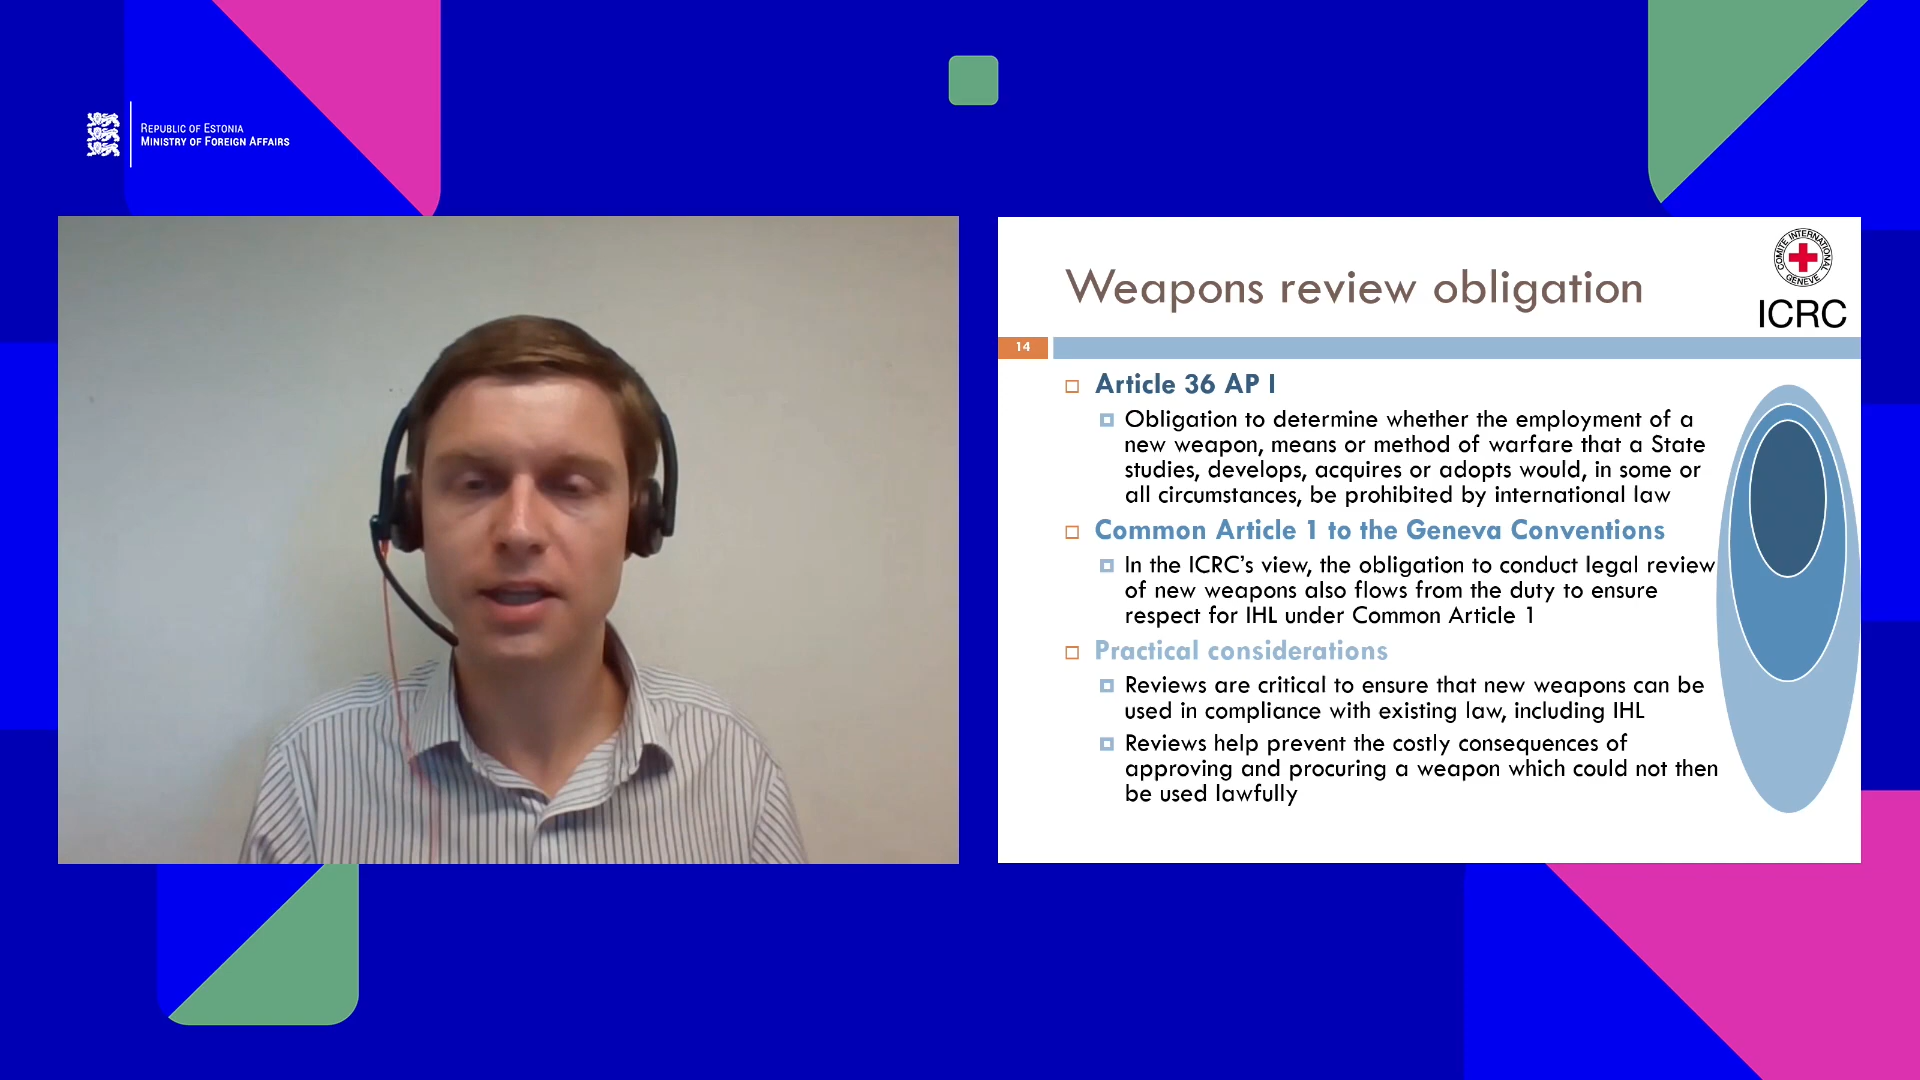 REPUBLIC OF ESTONIA
MINISTRY OF FOREIGN AFFAIRS
COMITE INTERNATIONAL
GENEVE
ICRC
Weapons review obligation
14
Article 36 AP I
Obligation to determine whether the employment of a
new weapon, means or method of warfare that a State
studies, develops, acquires or adopts would, in some or
all circumstances, be prohibited by international law
Common Article 1 to the Geneva Conventions
In the ICRC’s view, the obligation to conduct legal review
of new weapons also flows from the duty to ensure
respect for IHL under Common Article 1
Practical considerations
Reviews are critical to ensure that new weapons can be
used in compliance with existing law, including IHL
Reviews help prevent the costly consequences of
approving and procuring a weapon which could not then
be used lawfully